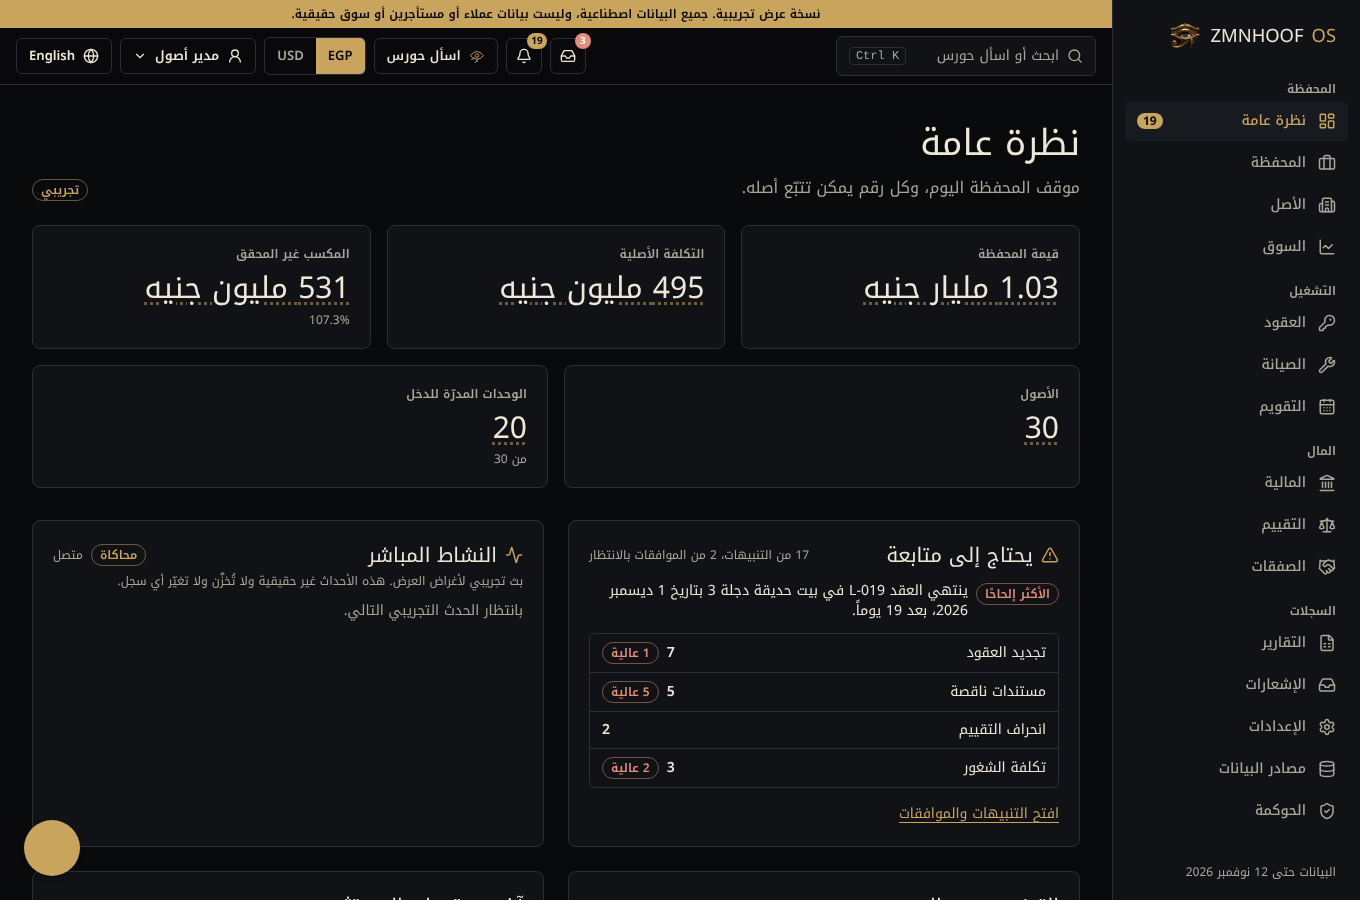 نسخة عرض تجريبية. جميع البيانات اصطناعية، وليست بيانات عملاء أو مستأجرين أو سوق حقيقية.
ZMNHOOF OS
ابحث أو اسأل حورس
Ctrl K
3
19
اسأل حورس
EGP
USD
مدير أصول
English
المحفظة
نظرة عامة
19
المحفظة
الأصل
السوق
التشغيل
العقود
الصيانة
التقويم
المال
المالية
التقييم
الصفقات
السجلات
التقارير
الإشعارات
الإعدادات
مصادر البيانات
الحوكمة
البيانات حتى 12 نوفمبر 2026
نظرة عامة
موقف المحفظة اليوم، وكل رقم يمكن تتبّع أصله.
تجريبي
قيمة المحفظة
1.03 مليار جنيه
التكلفة الأصلية
495 مليون جنيه
المكسب غير المحقق
531 مليون جنيه
107.3%
الأصول
30
الوحدات المدرّة للدخل
20
من 30
يحتاج إلى متابعة
17 من التنبيهات، 2 من الموافقات بالانتظار
الأكثر إلحاحًا
ينتهي العقد L-019 في بيت حديقة دجلة 3 بتاريخ 1 ديسمبر
2026، بعد 19 يوماً.
تجديد العقود 7 1 عالية
مستندات ناقصة 5 5 عالية
انحراف التقييم 2
تكلفة الشغور 3 2 عالية
افتح التنبيهات والموافقات
النشاط المباشر
محاكاة
متصل
بث تجريبي لأغراض العرض. هذه الأحداث غير حقيقية ولا تُخزَّن ولا تغيّر أي سجل.
بانتظار الحدث التجريبي التالي.